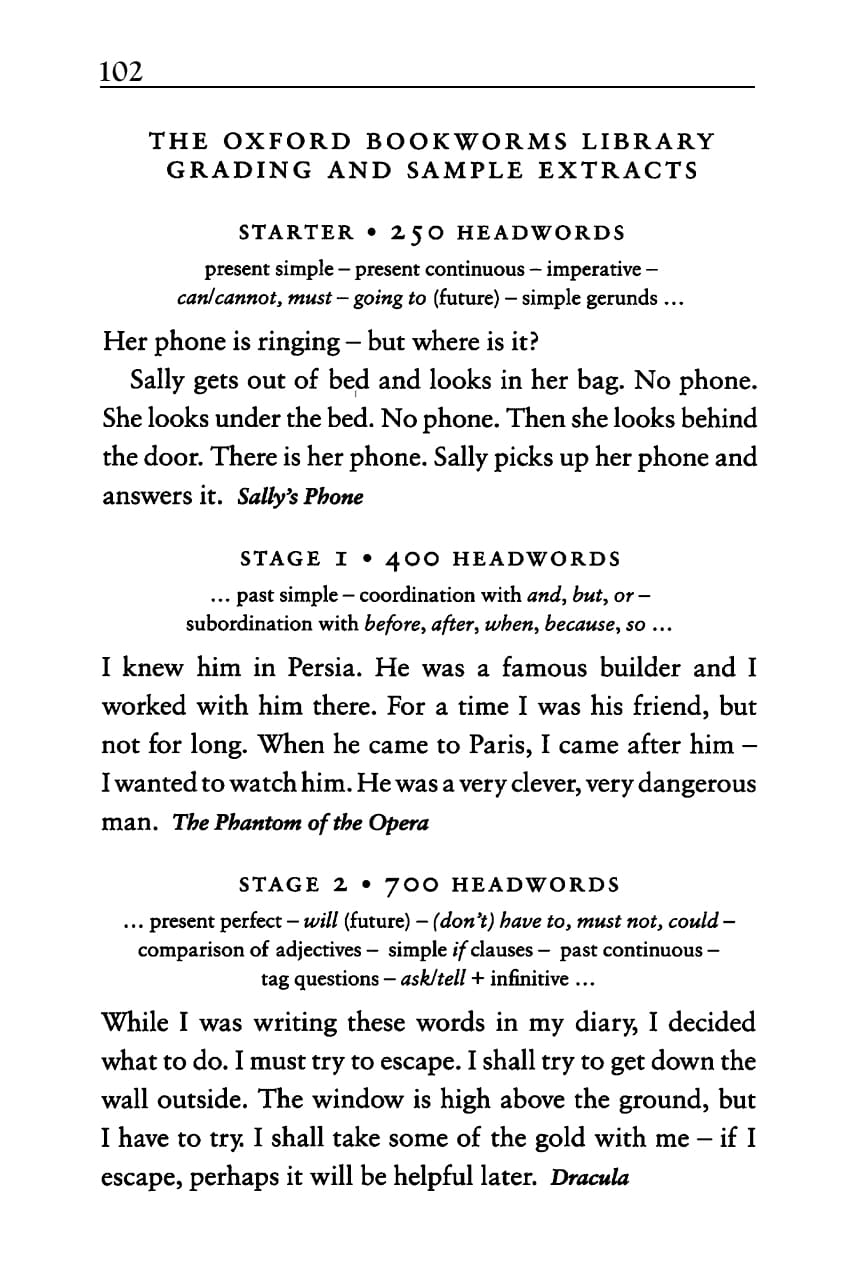 102
THE OXFORD BOOKWORMS LIBRARY
GRADING AND SAMPLE EXTRACTS
STARTER • 250 HEADWORDS
present simple – present continuous – imperative –
can/cannot, must – going to (future) – simple gerunds ...
Her phone is ringing – but where is it?
Sally gets out of bed and looks in her bag. No phone.
She looks under the bed. No phone. Then she looks behind
the door. There is her phone. Sally picks up her phone and
answers it. Sally's Phone
STAGE 1 • 400 HEADWORDS
... past simple – coordination with and, but, or –
subordination with before, after, when, because, so ...
I knew him in Persia. He was a famous builder and I
worked with him there. For a time I was his friend, but
not for long. When he came to Paris, I came after him –
I wanted to watch him. He was a very clever, very dangerous
man. The Phantom of the Opera
STAGE 2 • 700 HEADWORDS
... present perfect – will (future) – (don't) have to, must not, could –
comparison of adjectives – simple if clauses – past continuous –
tag questions – ask/tell + infinitive ...
While I was writing these words in my diary, I decided
what to do. I must try to escape. I shall try to get down the
wall outside. The window is high above the ground, but
I have to try. I shall take some of the gold with me – if I
escape, perhaps it will be helpful later. Dracula